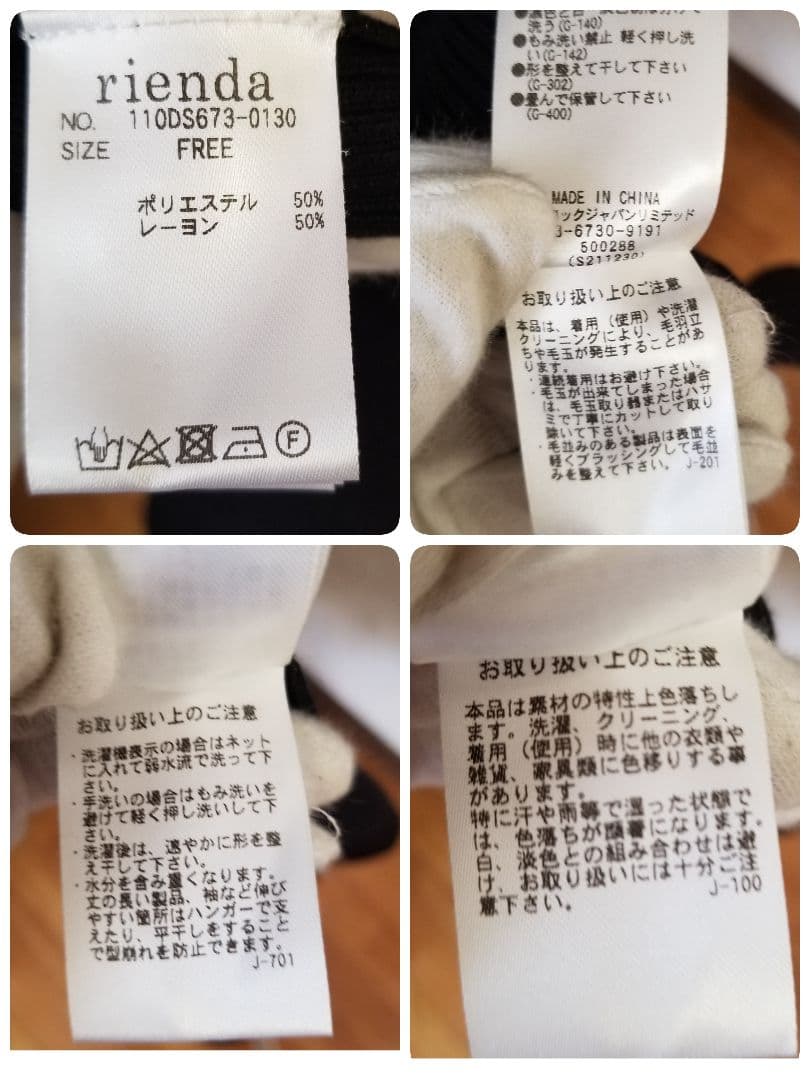 rienda
NO. 110DS673-0130
SIZE FREE
ポリエステル 50%
レーヨン 50%
F
洗う(G-140)
●もみ洗い禁止 軽く押し洗
い(G-142)
●形を整えて干して下さい
(G-302)
●畳んで保管して下さい
(G-400)
MADE IN CHINA
ックジャパンリミテッド
3-6730-9191
500288
(S211230)
お取り扱い上のご注意
本品は、着用(使用)や洗濯
クリーニングにより、毛羽立
ちや毛玉が発生することがあ
ります。
・連続着用はお避け下さい。
・毛玉が出来てしまった場合
は、毛玉取り器またはハサ
ミで丁寧にカットして取り
除いて下さい。
・毛並みのある製品は表面を
軽くブラッシングして毛並
みを整えて下さい。 J-201
お取り扱い上のご注意
・洗濯機表示の場合はネット
に入れて弱水流で洗って下
さい。
・手洗いの場合はもみ洗いを
避けて軽く押し洗いして下
さい。
・洗濯後は、速やかに形を整
え干して下さい。
・水分を含み重くなります。
丈の長い製品、袖など伸び
やすい箇所はハンガーで支
えたり、平干しをすること
で型崩れを防止できます。
J-701
お取り扱い上のご注意
本品は素材の特性上色落ちし
ます。洗濯、クリーニング、
着用(使用)時に他の衣類や
雑貨、家具類に色移りする事
があります。
特に汗や雨等で湿った状態で
は、色落ちが顕著になります。
白、淡色との組み合わせは避
け、お取り扱いには十分ご注
意下さい。
J-100